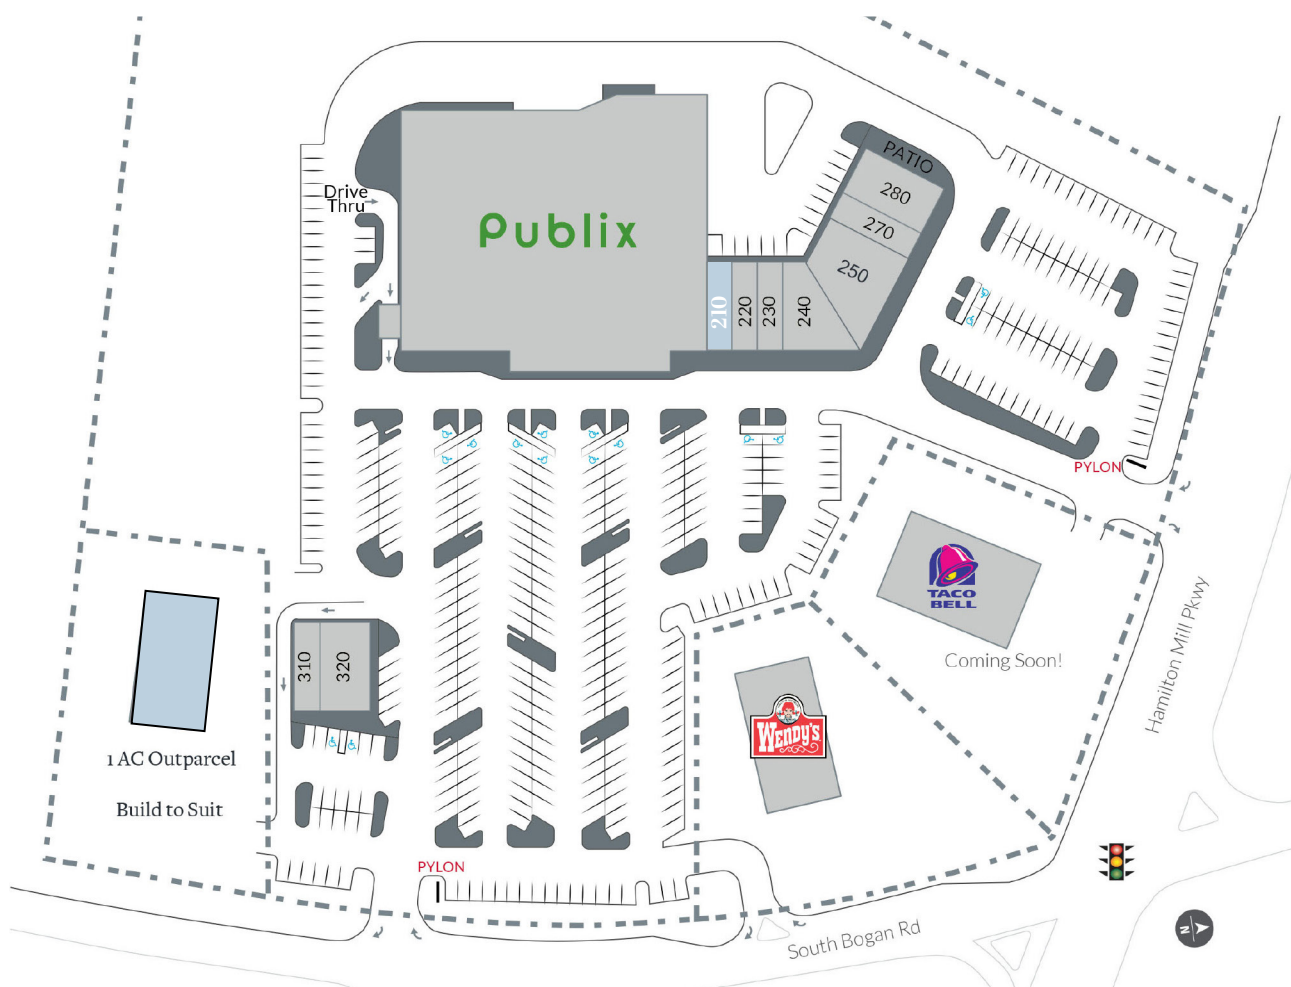 PATIO
280
Drive
Thru
270
Publix
250
210
220
230
240
PYLON
TACO
BELL
Coming Soon!
Hamilton Mill Pkwy
310
320
WENDY'S
1 AC Outparcel
Build to Suit
PYLON
South Bogan Rd
N